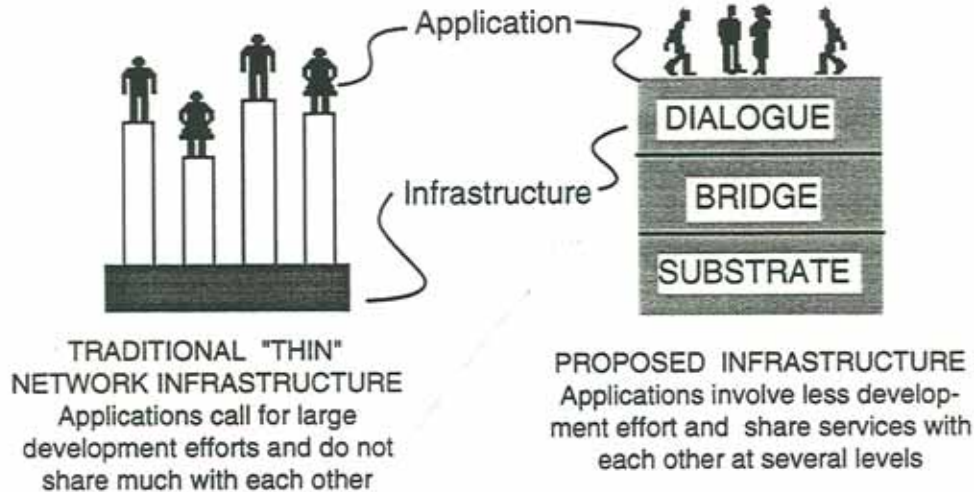 Application
DIALOGUE
Infrastructure
BRIDGE
SUBSTRATE
TRADITIONAL "THIN"
NETWORK INFRASTRUCTURE
Applications call for large
development efforts and do not
share much with each other
PROPOSED INFRASTRUCTURE
Applications involve less develop-
ment effort and share services with
each other at several levels